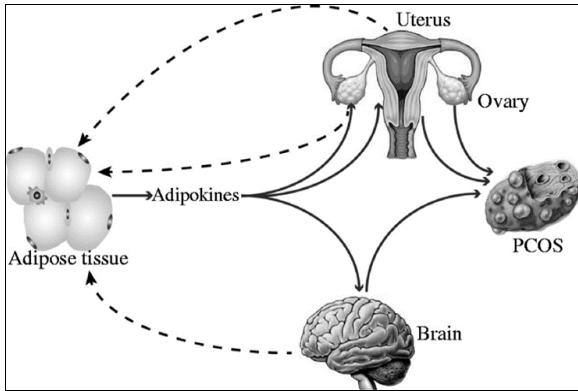 Uterus
Ovary
Adipokines
Adipose tissue
PCOS
Brain